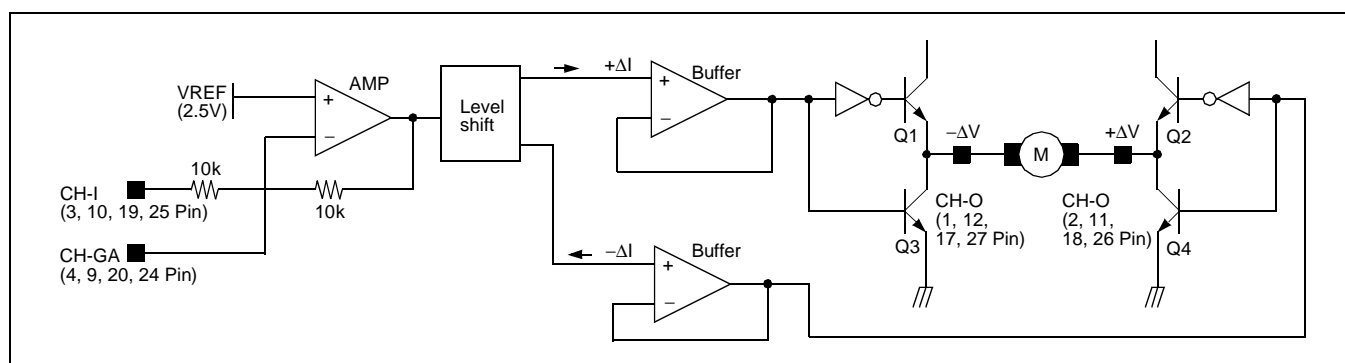 VREF
(2.5V)
+
−
AMP
10k
10k
CH-I
(3, 10, 19, 25 Pin)
CH-GA
(4, 9, 20, 24 Pin)
Level
shift
+ΔI
Buffer
+
−
−ΔI
Buffer
+
−
Q1
Q2
−ΔV
M
+ΔV
CH-O
(1, 12,
17, 27 Pin)
CH-O
(2, 11,
18, 26 Pin)
Q3
Q4